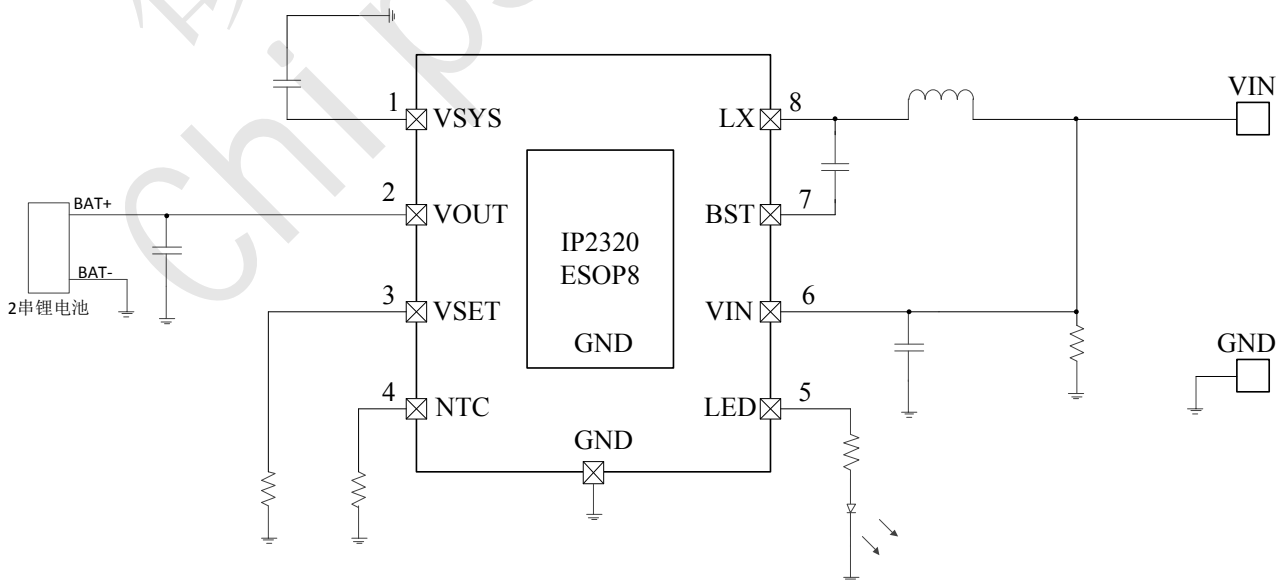 Chips
1
VSYS
LX
8
VIN
BAT+
2
VOUT
BST
7
IP2320
ESOP8
BAT-
2串锂电池
3
VSET
VIN
6
GND
GND
4
NTC
LED
5
GND